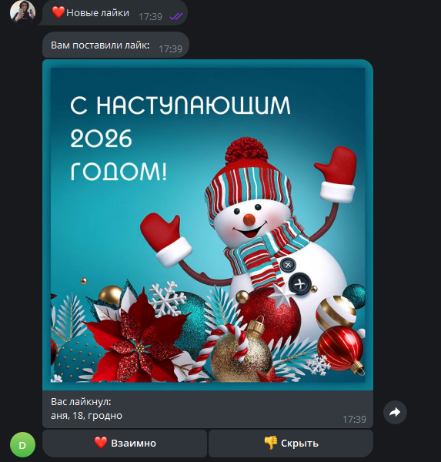 ❤️Новые лайки 17:39
Вам поставили лайк: 17:39
С НАСТУПАЮЩИМ
2026
ГОДОМ!
Вас лайкнул:
аня, 18, гродно
17:39
D
❤️ Взаимно
👎 Скрыть